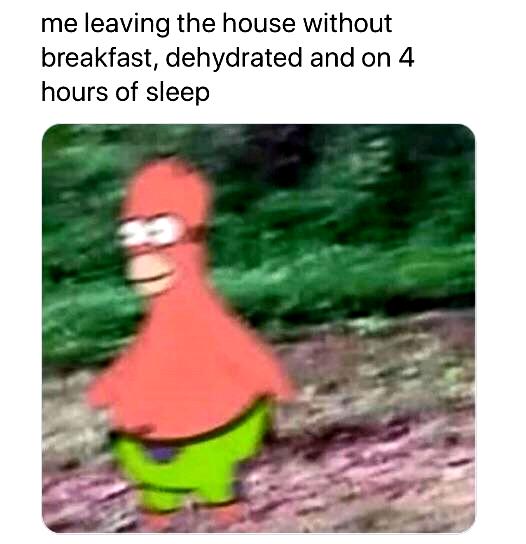 me leaving the house without
breakfast, dehydrated and on 4
hours of sleep